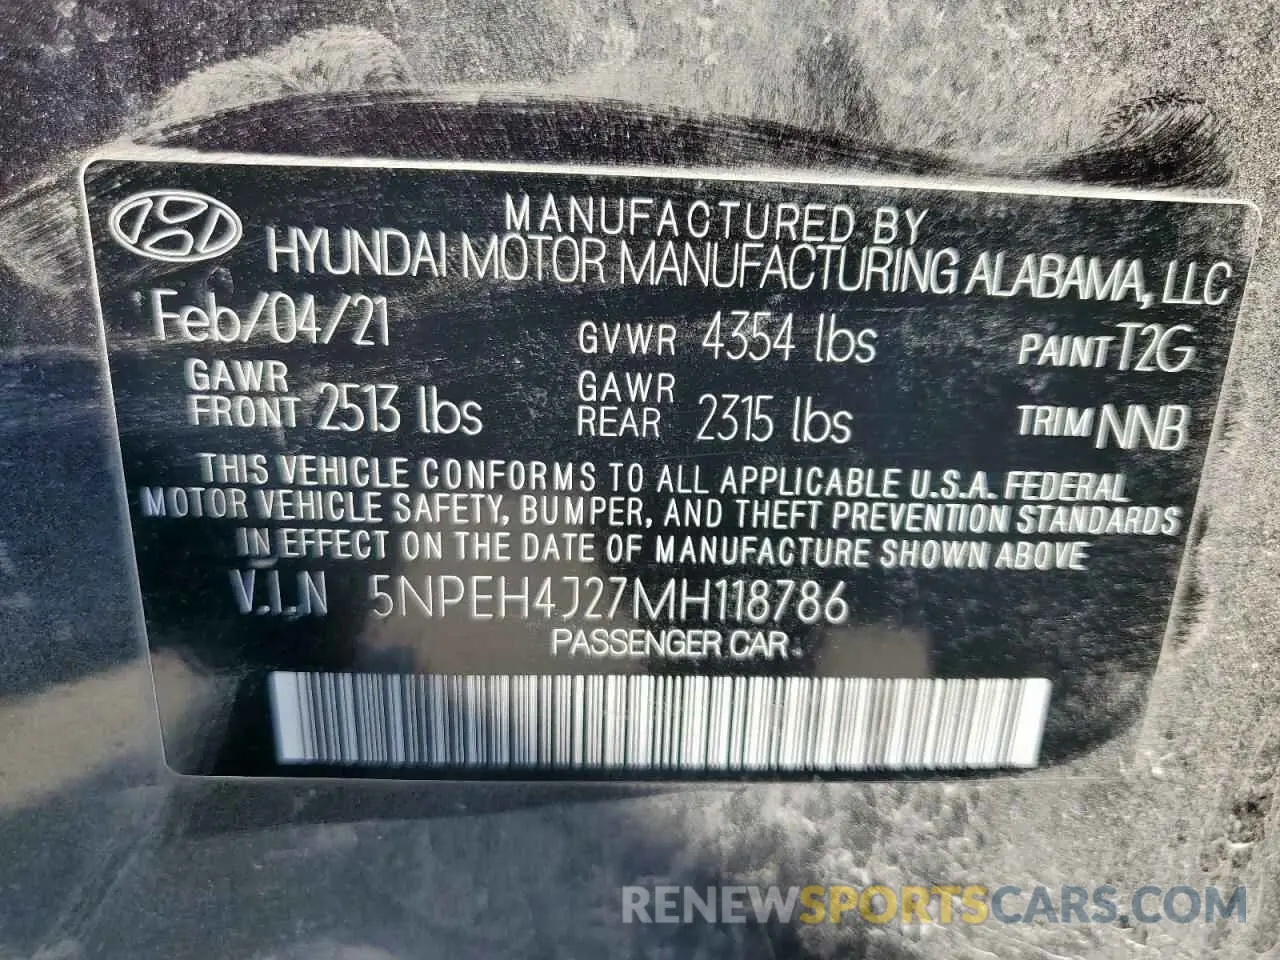 MANUFACTURED BY
HYUNDAI MOTOR MANUFACTURING ALABAMA, LLC
Feb/04/21 GVWR 4354 lbs PAINT T2G
GAWR FRONT 2513 lbs GAWR REAR 2315 lbs TRIM NNB
THIS VEHICLE CONFORMS TO ALL APPLICABLE U.S.A. FEDERAL
MOTOR VEHICLE SAFETY, BUMPER, AND THEFT PREVENTION STANDARDS
IN EFFECT ON THE DATE OF MANUFACTURE SHOWN ABOVE
V.I.N 5NPEH4J27MH118786
PASSENGER CAR
RENEWSPORTSCARS.COM